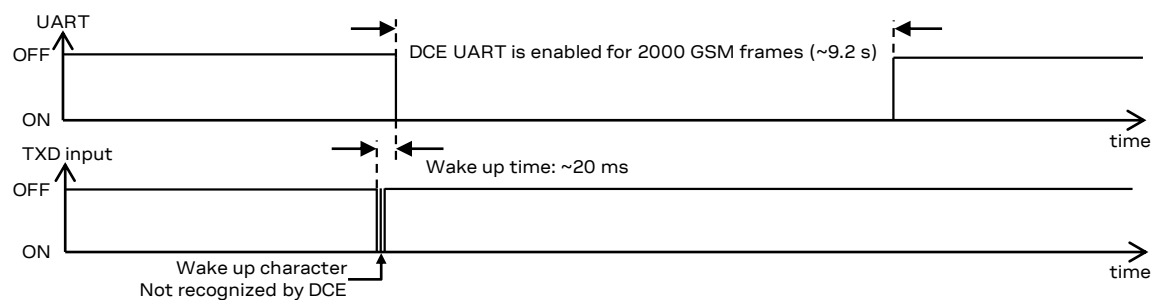 UART
OFF
DCE UART is enabled for 2000 GSM frames (~9.2 s)
ON
time
TXD input
Wake up time: ~20 ms
OFF
ON
time
Wake up character
Not recognized by DCE